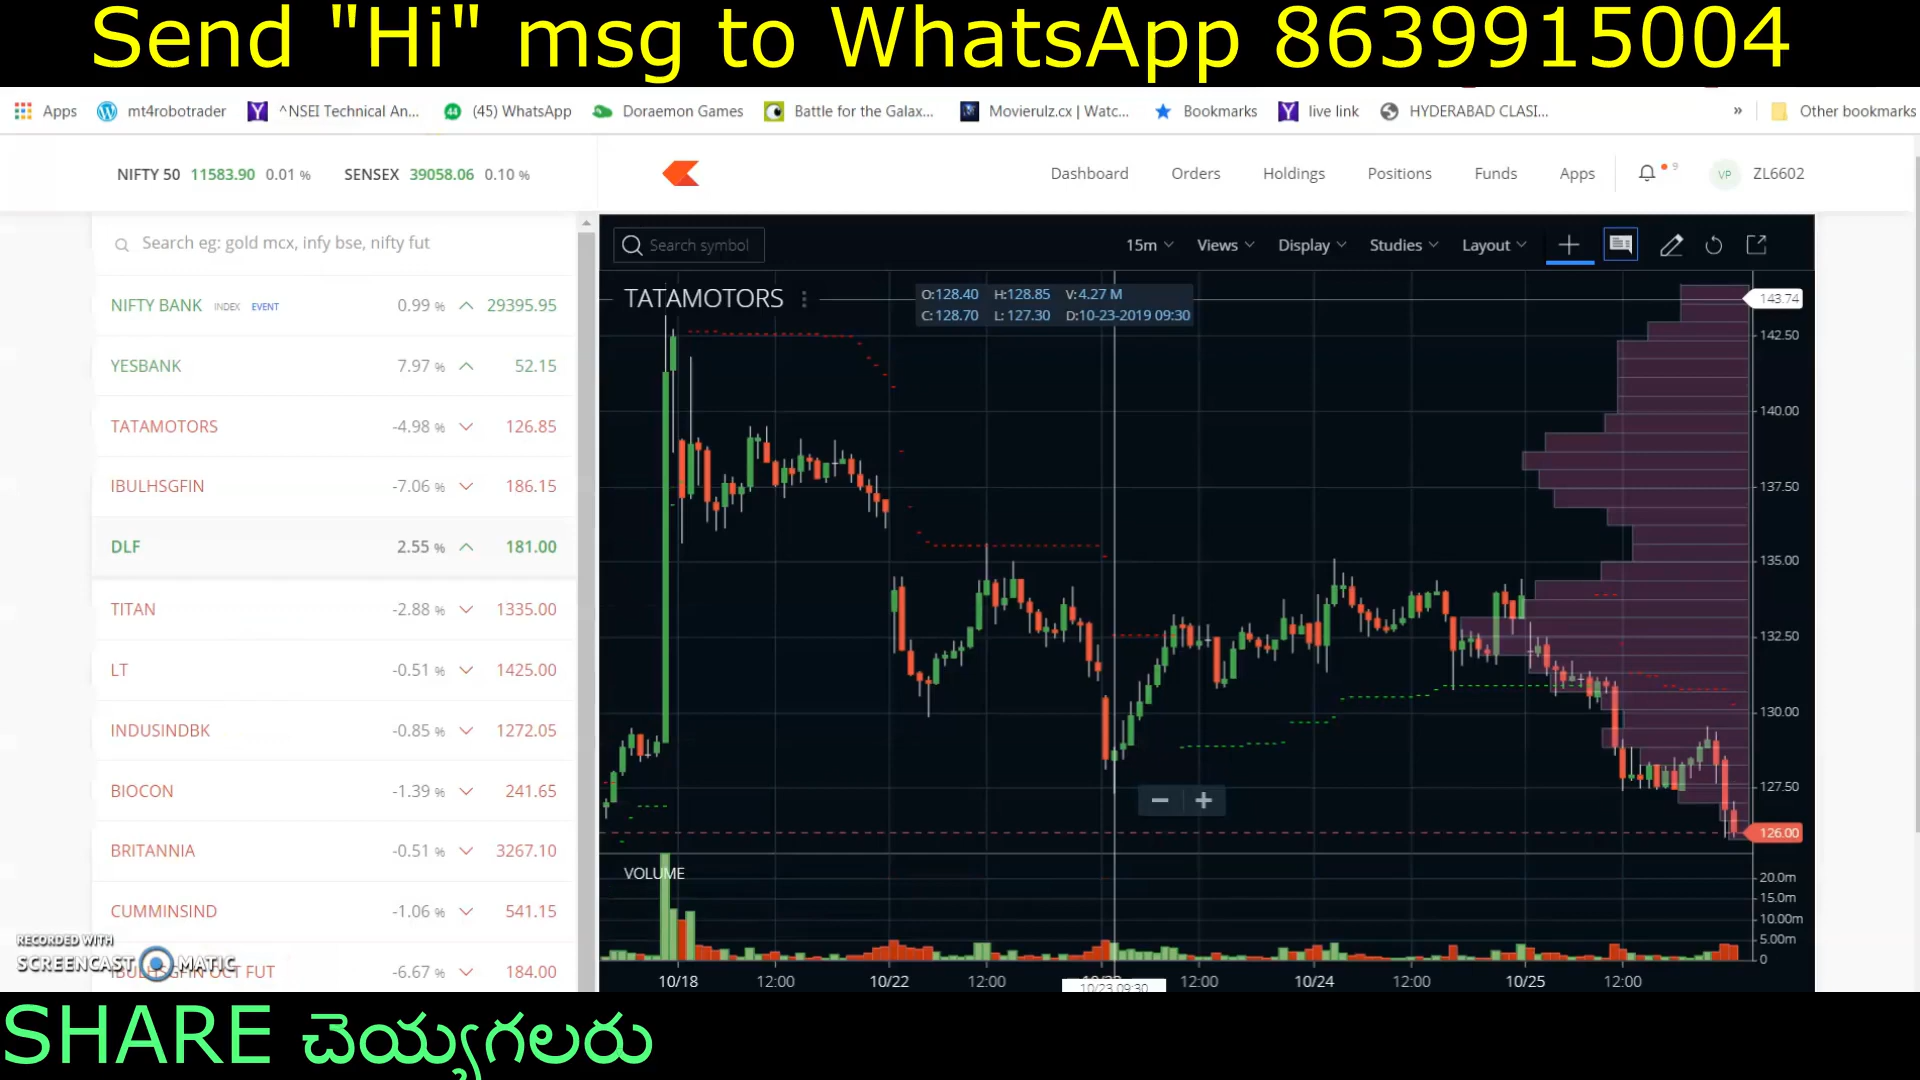 Send "Hi" msg to WhatsApp 8639915004
Apps mt4robotrader ^NSEI Technical An... (45) WhatsApp Doraemon Games Battle for the Galax... Movierulz.cx | Watc... Bookmarks live link HYDERABAD CLASI... » Other bookmarks
NIFTY 50 11583.90 0.01 % SENSEX 39058.06 0.10 % Dashboard Orders Holdings Positions Funds Apps 9 VP ZL6602
Search eg: gold mcx, infy bse, nifty fut
NIFTY BANK INDEX EVENT 0.99 % 29395.95
YESBANK 7.97 % 52.15
TATAMOTORS -4.98 % 126.85
IBULHSGFIN -7.06 % 186.15
DLF 2.55 % 181.00
TITAN -2.88 % 1335.00
LT -0.51 % 1425.00
INDUSINDBK -0.85 % 1272.05
BIOCON -1.39 % 241.65
BRITANNIA -0.51 % 3267.10
CUMMINSIND -1.06 % 541.15
IBULHSGFIN OCT FUT -6.67 % 184.00
RECORDED WITH
SCREENCAST MATIC
Search symbol 15m Views Display Studies Layout
TATAMOTORS
O:128.40 H:128.85 V:4.27 M
C:128.70 L:127.30 D:10-23-2019 09:30
143.74
142.50
140.00
137.50
135.00
132.50
130.00
127.50
126.00
VOLUME
20.0m
15.0m
10.00m
5.00m
0
10/18 12:00 10/22 12:00 10/23 09:30 12:00 10/24 12:00 10/25 12:00
SHARE చెయ్యగలరు